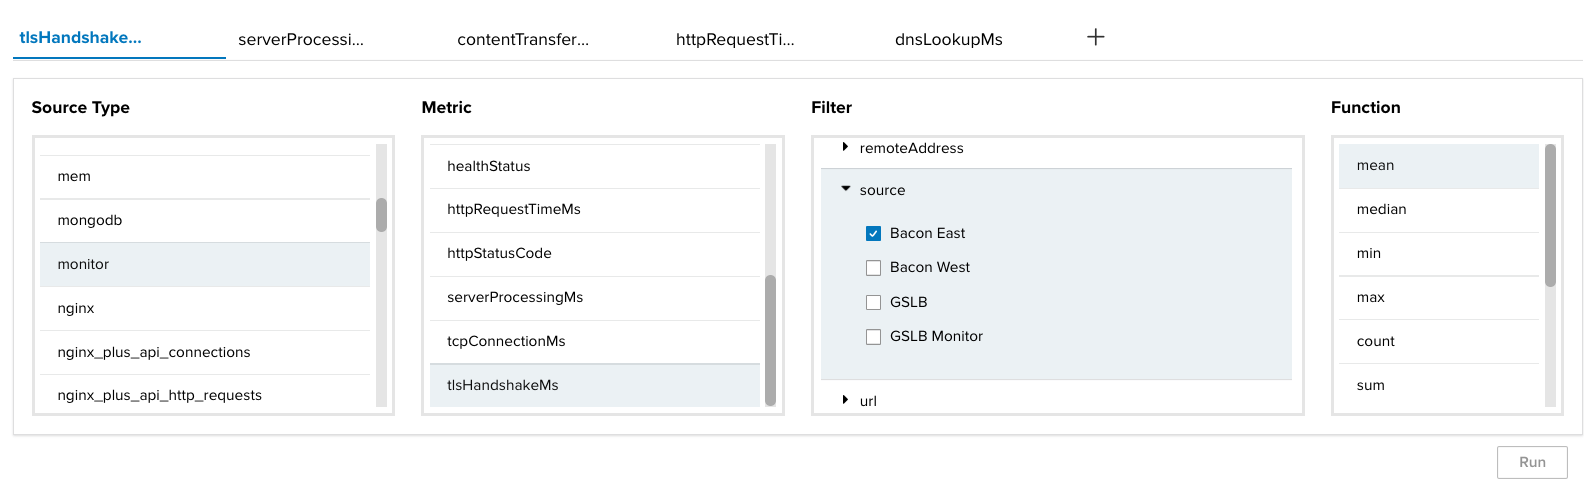 tlsHandshake...
serverProcessi...
contentTransfer...
httpRequestTi...
dnsLookupMs
+
Source Type
mem
mongodb
monitor
nginx
nginx_plus_api_connections
nginx_plus_api_http_requests
Metric
healthStatus
httpRequestTimeMs
httpStatusCode
serverProcessingMs
tcpConnectionMs
tlsHandshakeMs
Filter
remoteAddress
source
Bacon East
Bacon West
GSLB
GSLB Monitor
url
Function
mean
median
min
max
count
sum
Run